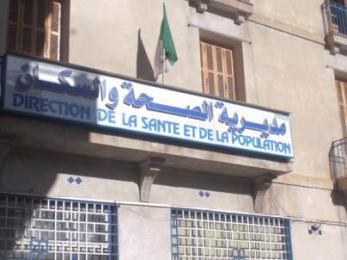 مديرية الصحة والسكان
DIRECTION DE LA SANTE ET DE LA POPULATION